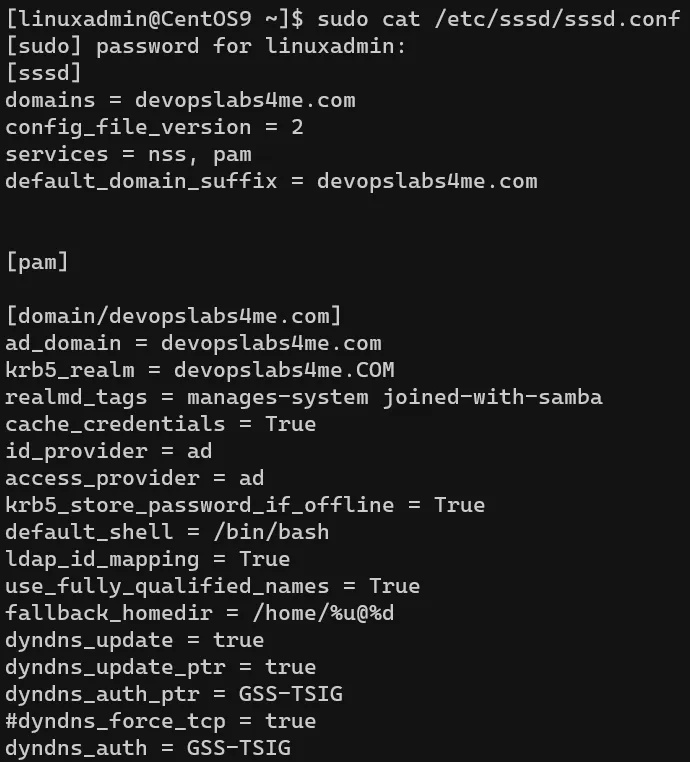 [linuxadmin@CentOS9 ~]$ sudo cat /etc/sssd/sssd.conf
[sudo] password for linuxadmin:
[sssd]
domains = devopslabs4me.com
config_file_version = 2
services = nss, pam
default_domain_suffix = devopslabs4me.com
[pam]
[domain/devopslabs4me.com]
ad_domain = devopslabs4me.com
krb5_realm = devopslabs4me.COM
realmd_tags = manages-system joined-with-samba
cache_credentials = True
id_provider = ad
access_provider = ad
krb5_store_password_if_offline = True
default_shell = /bin/bash
ldap_id_mapping = True
use_fully_qualified_names = True
fallback_homedir = /home/%u@%d
dyndns_update = true
dyndns_update_ptr = true
dyndns_auth_ptr = GSS-TSIG
#dyndns_force_tcp = true
dyndns_auth = GSS-TSIG